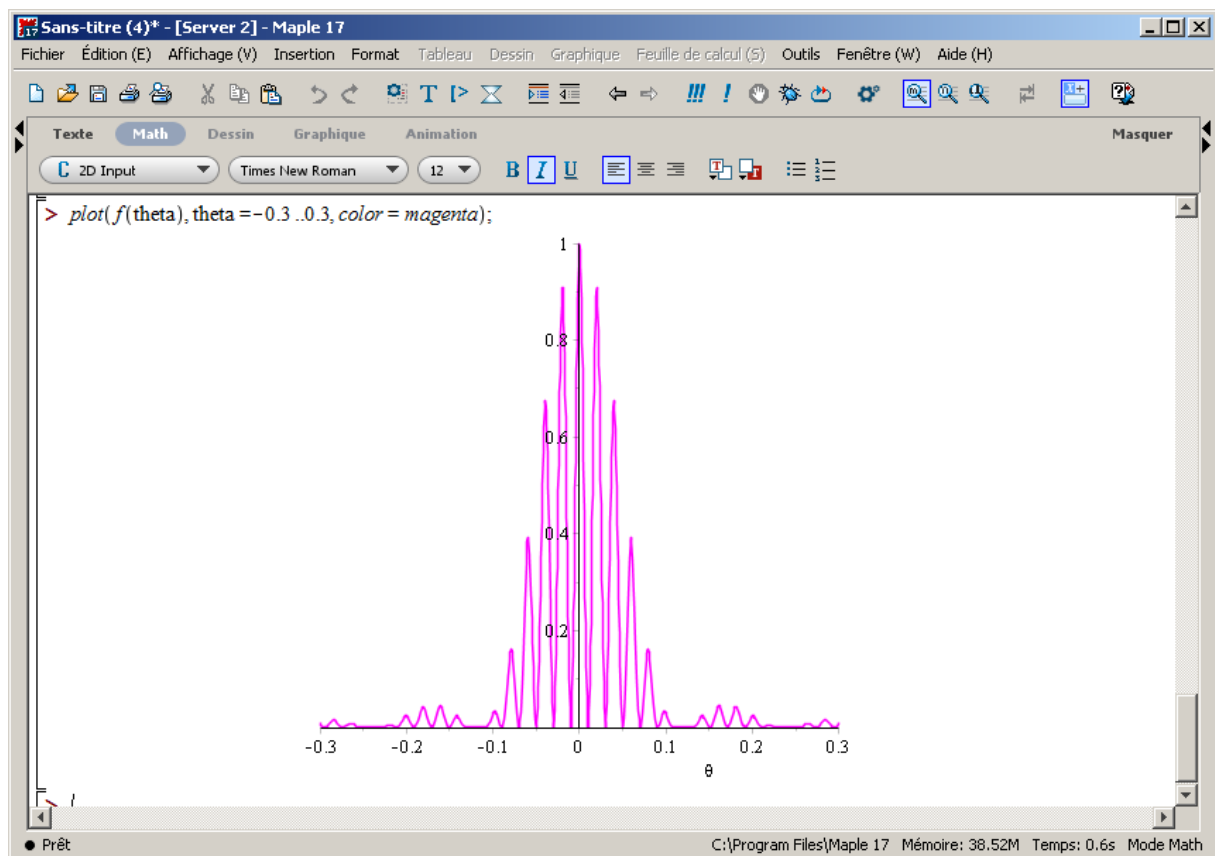 Sans-titre (4)* - [Server 2] - Maple 17
Fichier Édition (E) Affichage (V) Insertion Format Tableau Dessin Graphique Feuille de calcul (S) Outils Fenêtre (W) Aide (H)
Texte Math Dessin Graphique Animation Masquer
C 2D Input Times New Roman 12 B I U
> plot(f(theta), theta =−0.3 ..0.3, color = magenta);
1
0.8
0.6
0.4
0.2
-0.3 -0.2 -0.1 0 0.1 0.2 0.3
θ
>
Prêt C:\Program Files\Maple 17 Mémoire: 38.52M Temps: 0.6s Mode Math